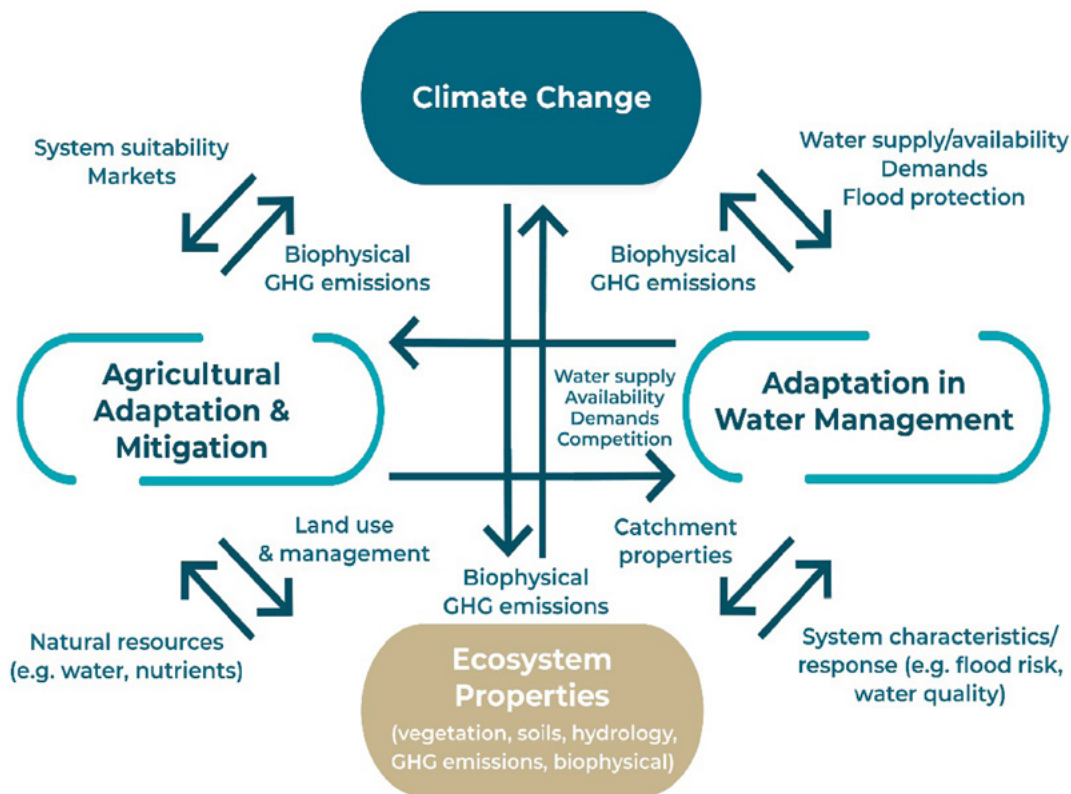 Climate Change
System suitability
Markets
Water supply/availability
Demands
Flood protection
Biophysical
GHG emissions
Biophysical
GHG emissions
Agricultural
Adaptation &
Mitigation
Water supply
Availability
Demands
Competition
Adaptation in
Water Management
Land use
& management
Catchment
properties
Biophysical
GHG emissions
Natural resources
(e.g. water, nutrients)
System characteristics/
response (e.g. flood risk,
water quality)
Ecosystem
Properties
(vegetation, soils, hydrology,
GHG emissions, biophysical)